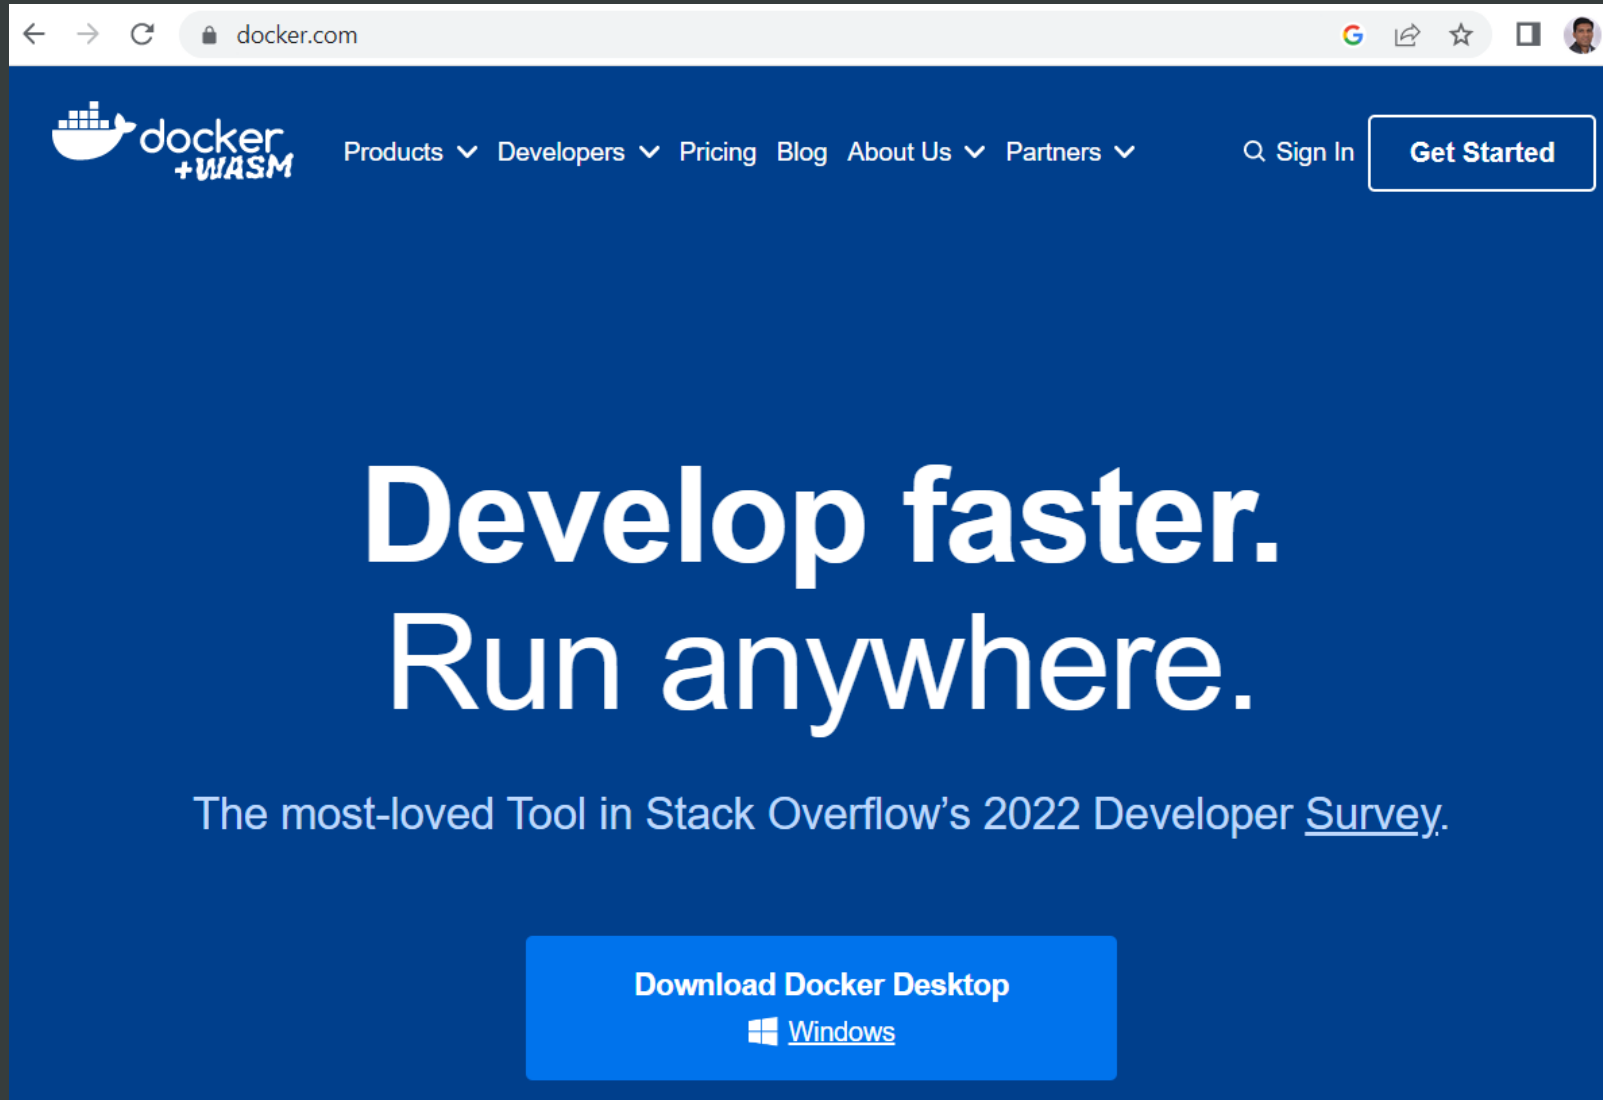 docker.com
docker
+WASM
Products Developers Pricing Blog About Us Partners Sign In Get Started
Develop faster.
Run anywhere.
The most-loved Tool in Stack Overflow’s 2022 Developer Survey.
Download Docker Desktop
Windows